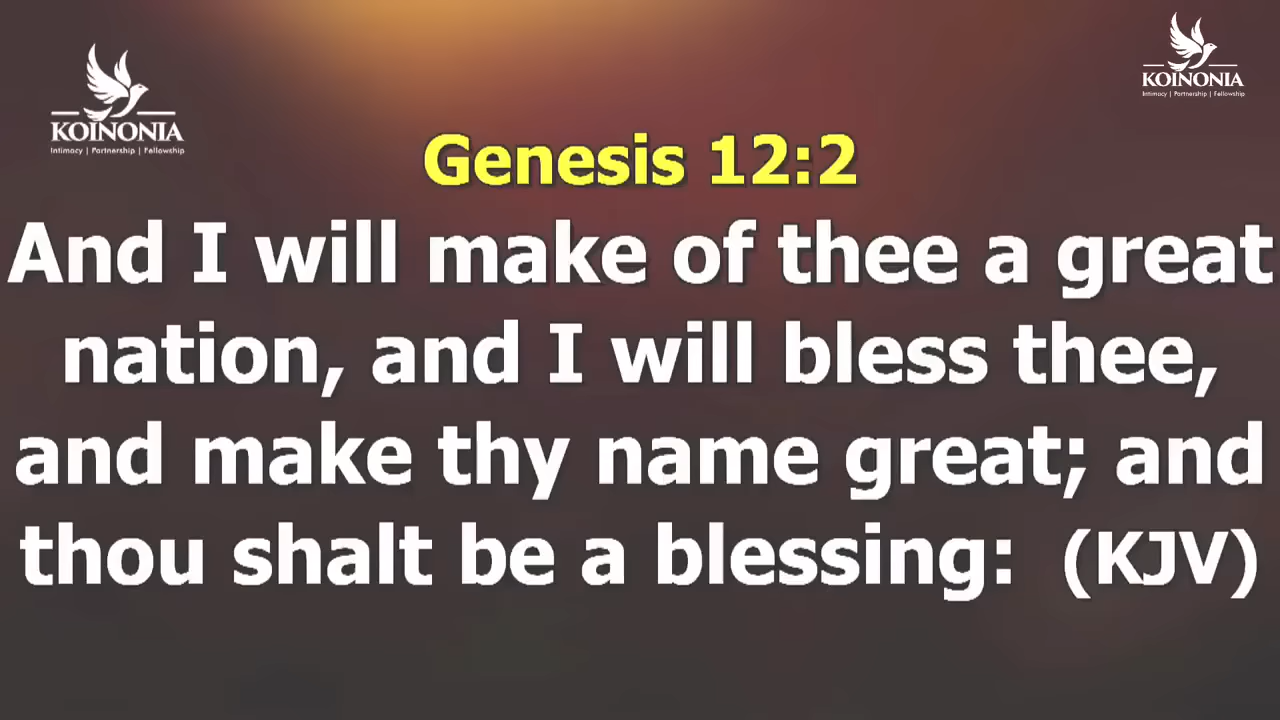 KOINONIA
Intimacy | Partnership | Fellowship
KOINONIA
Intimacy | Partnership | Fellowship
Genesis 12:2
And I will make of thee a great
nation, and I will bless thee,
and make thy name great; and
thou shalt be a blessing: (KJV)